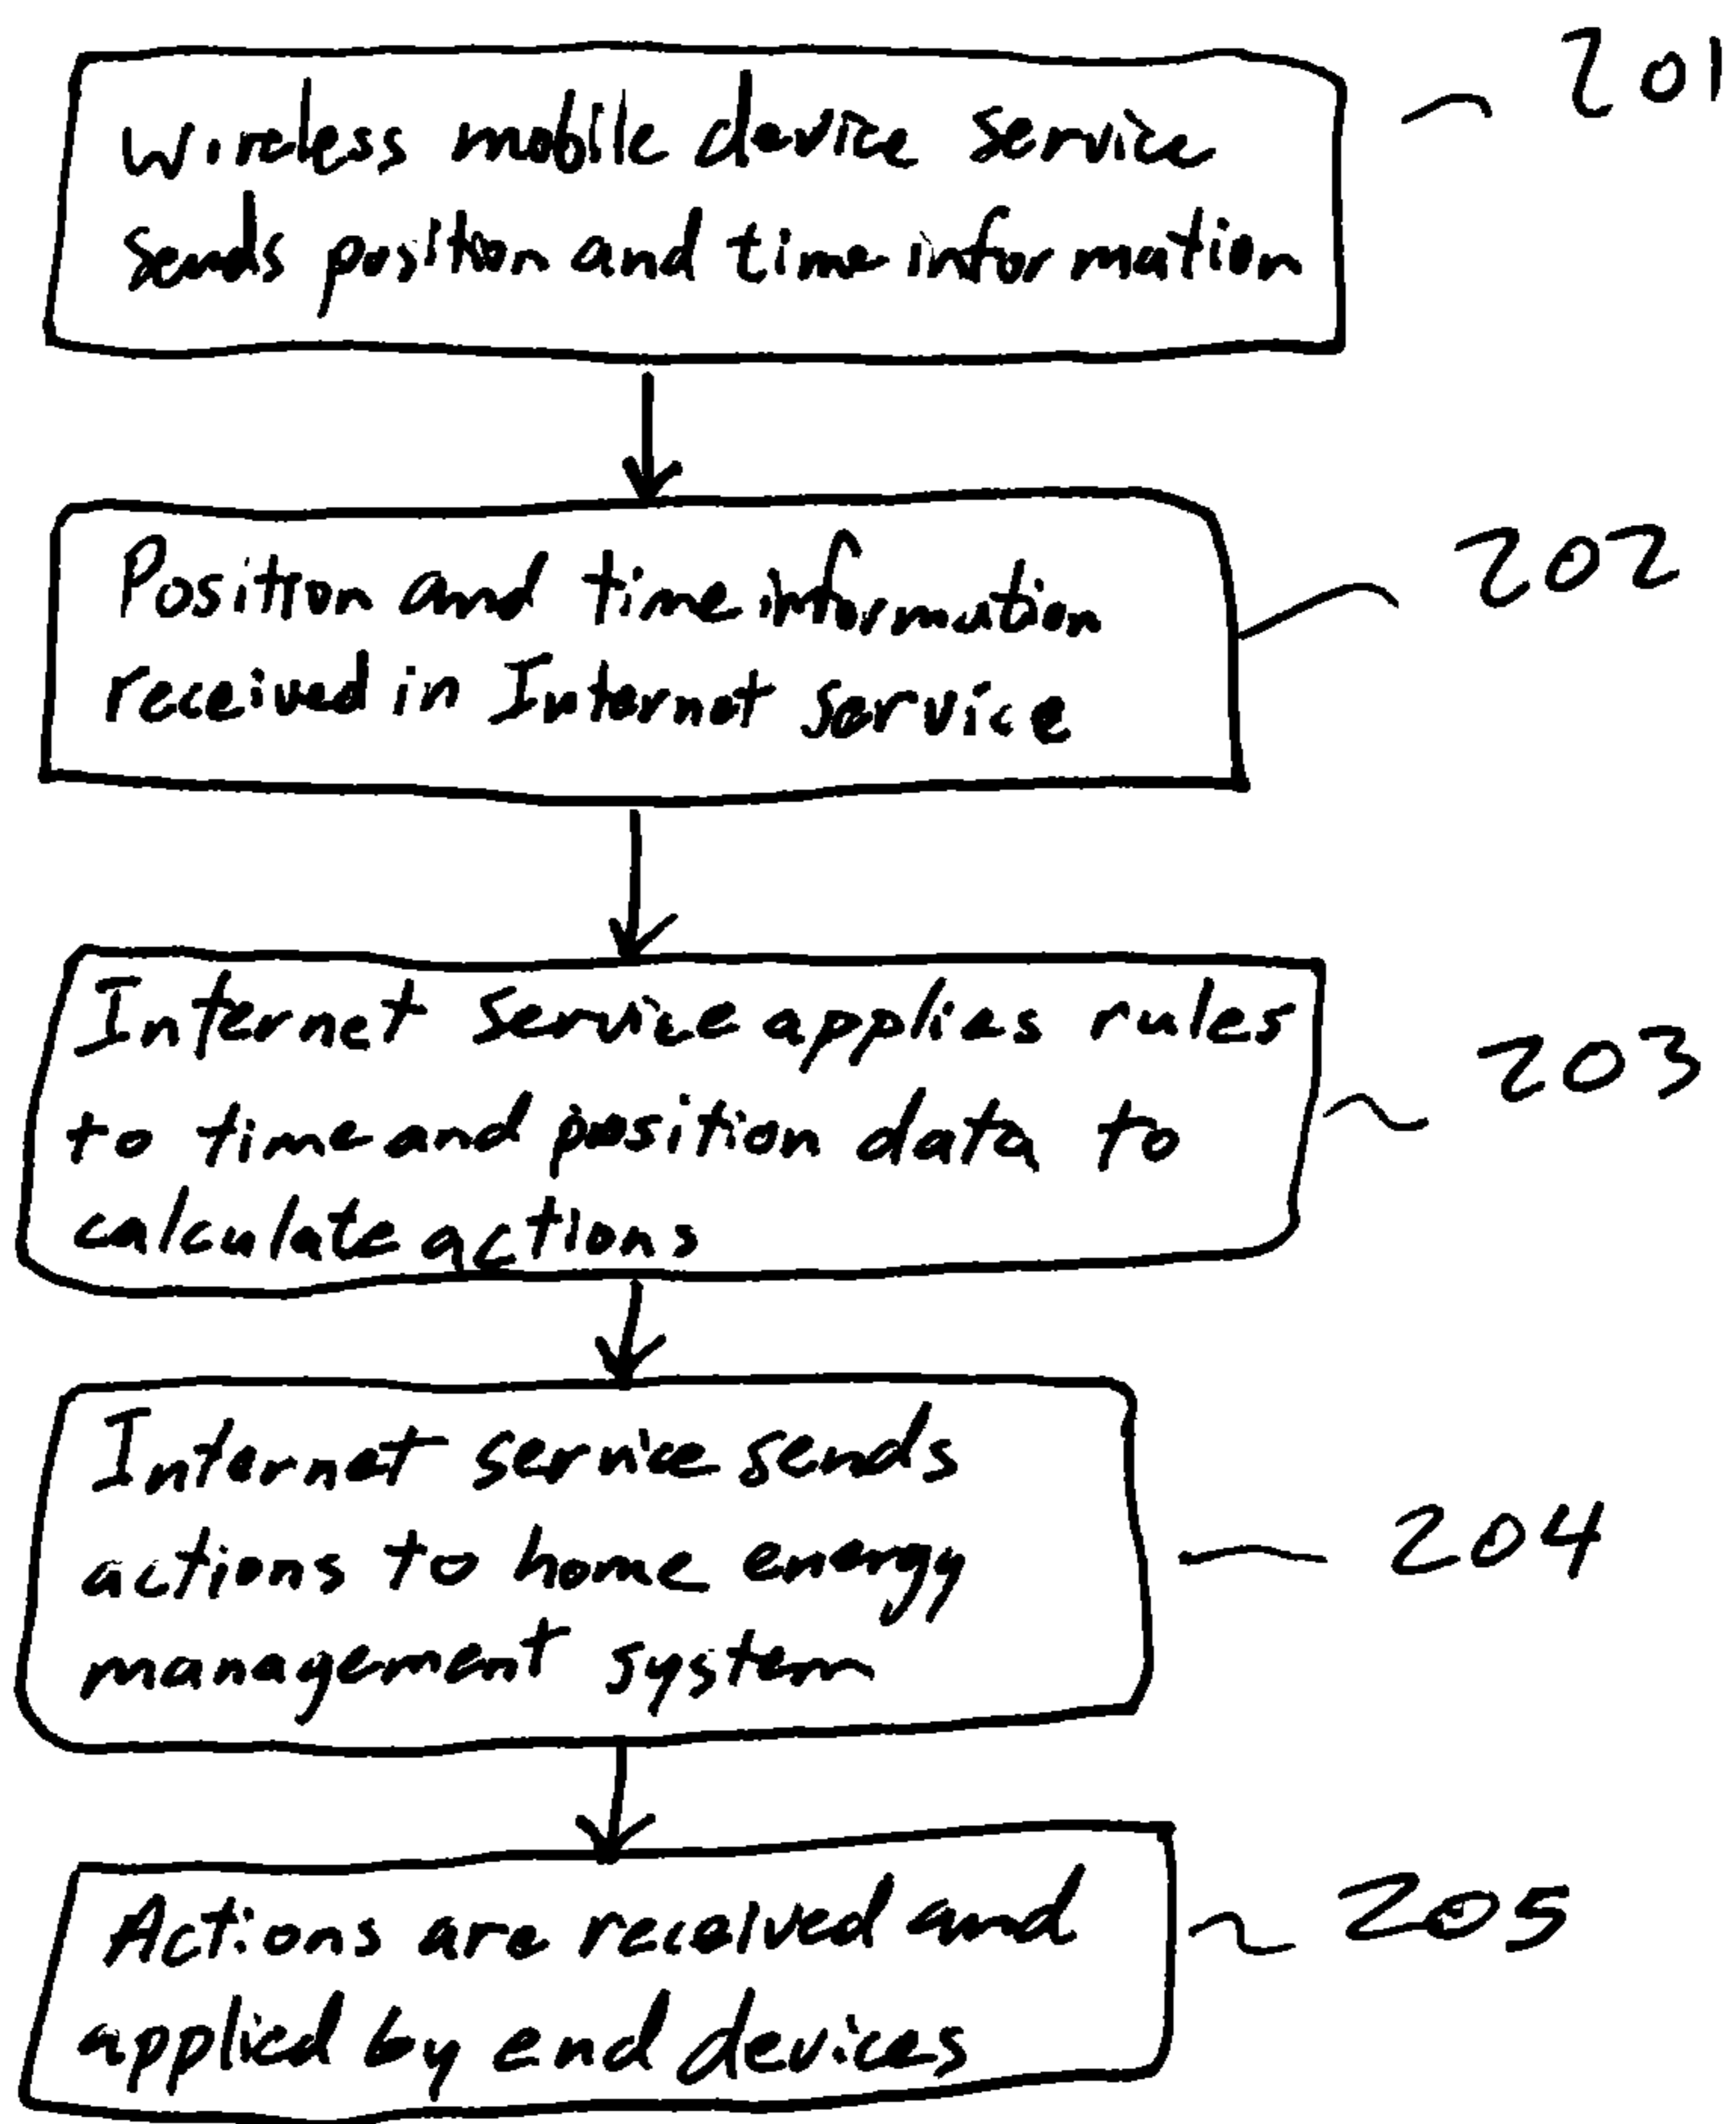 Wireless mobile device service
sends position and time information
201
Position and time information
received in Internet service
202
Internet service applies rules
to time and position data to
calculate actions
203
Internet service sends
actions to home energy
management system
204
Actions are received and
applied by end devices
205